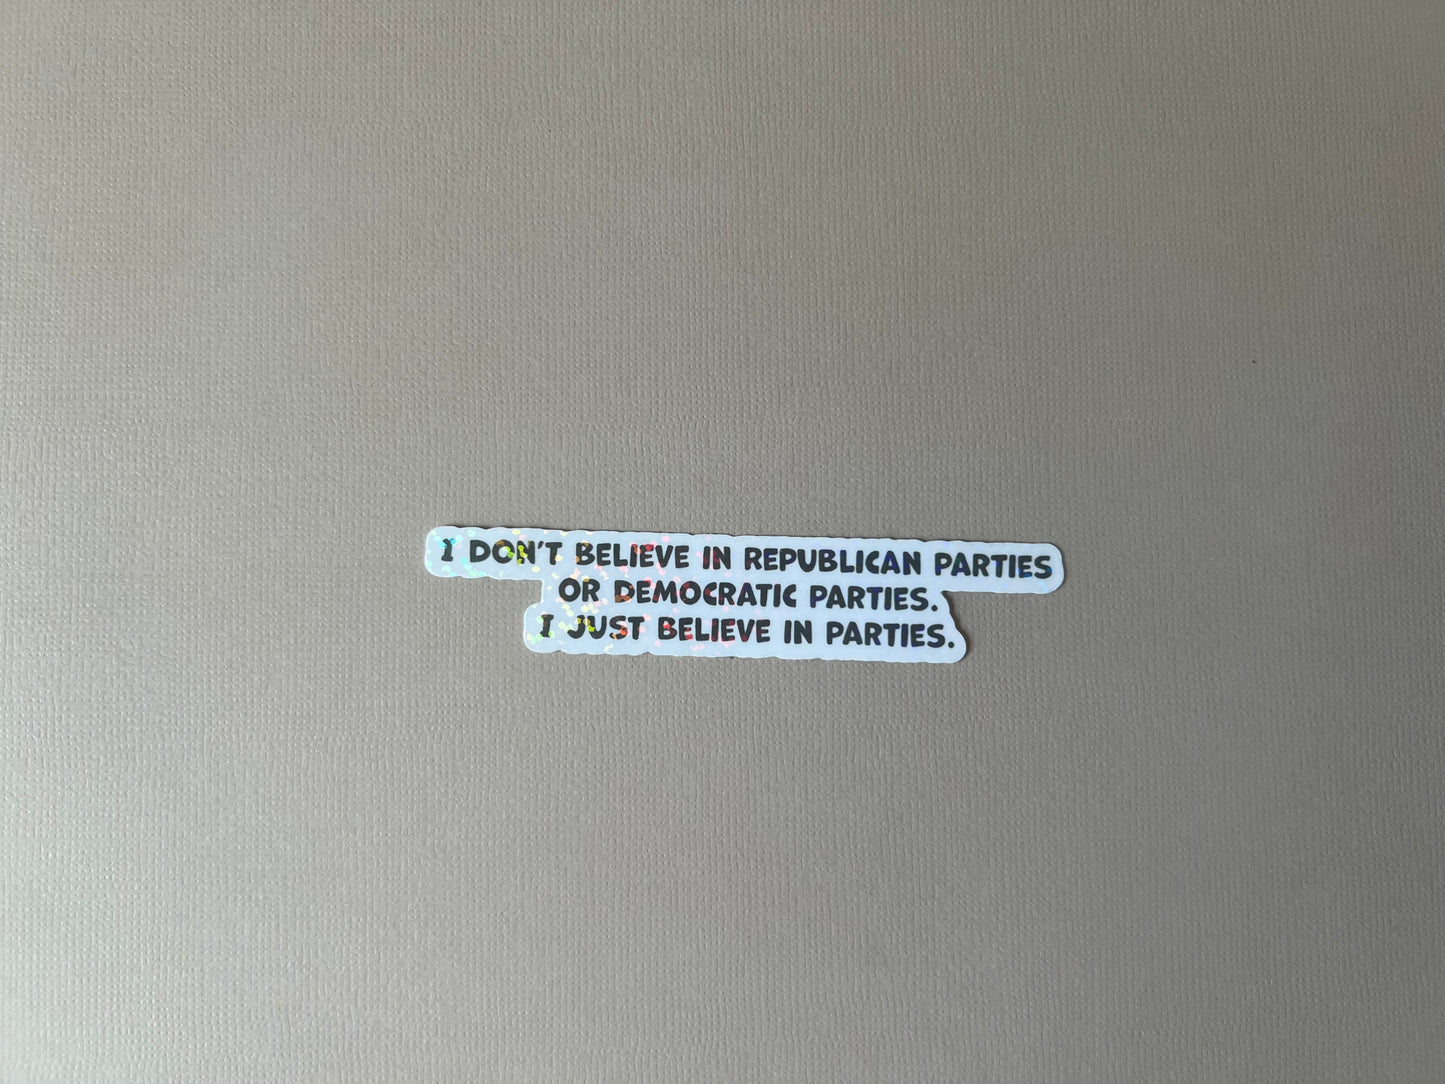 I DON'T BELIEVE IN REPUBLICAN PARTIES
OR DEMOCRATIC PARTIES.
I JUST BELIEVE IN PARTIES.